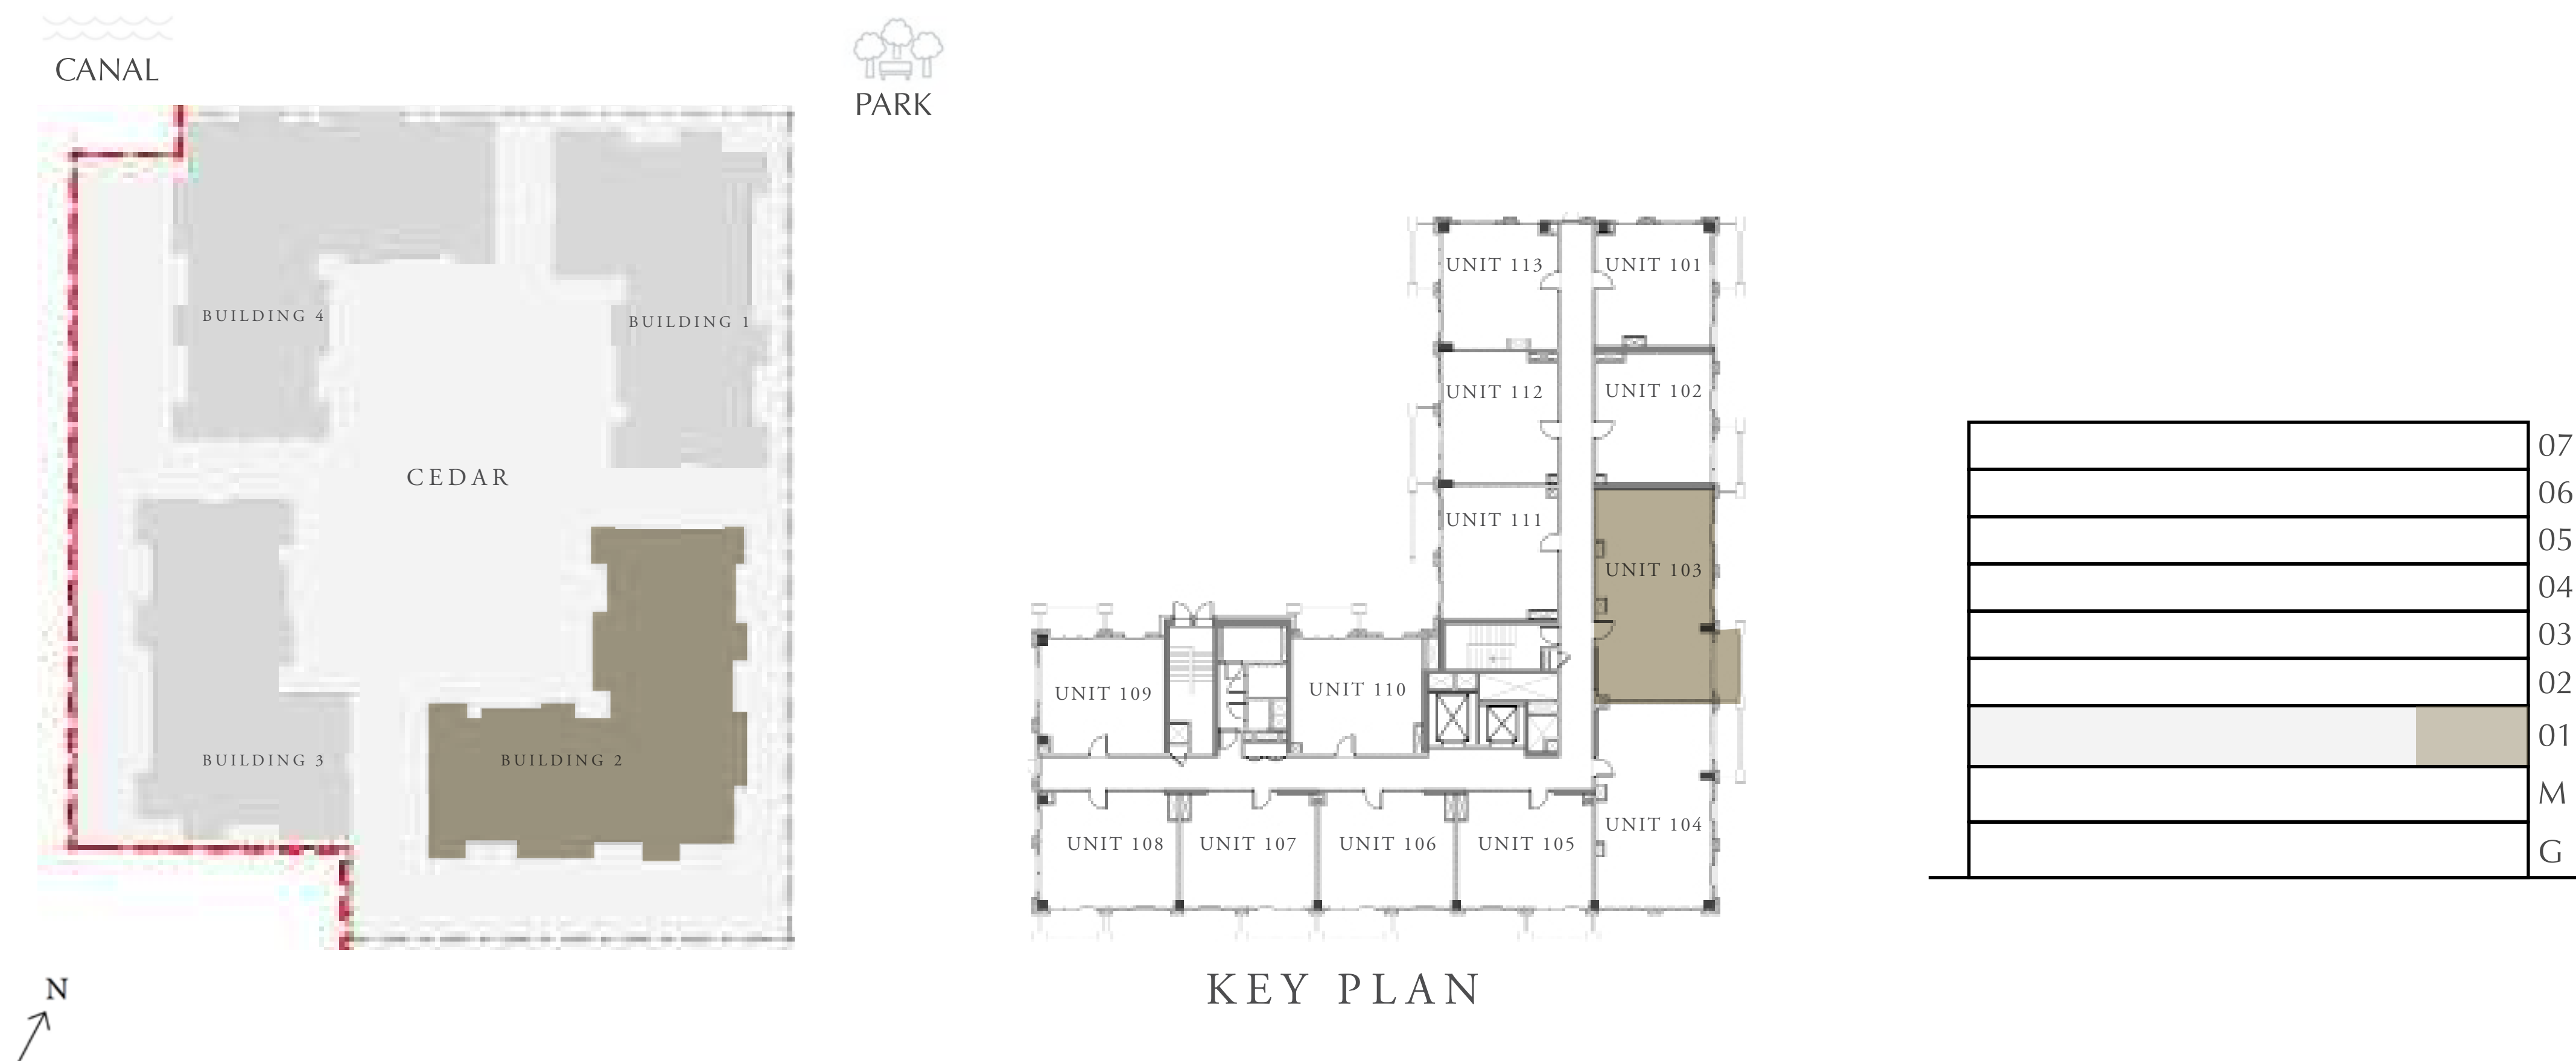 CANAL
PARK
BUILDING 4
BUILDING 1
CEDAR
BUILDING 3
BUILDING 2
N
UNIT 113
UNIT 101
UNIT 112
UNIT 102
UNIT 111
UNIT 103
UNIT 109
UNIT 110
UNIT 104
UNIT 108
UNIT 107
UNIT 106
UNIT 105
KEY PLAN
07
06
05
04
03
02
01
M
G